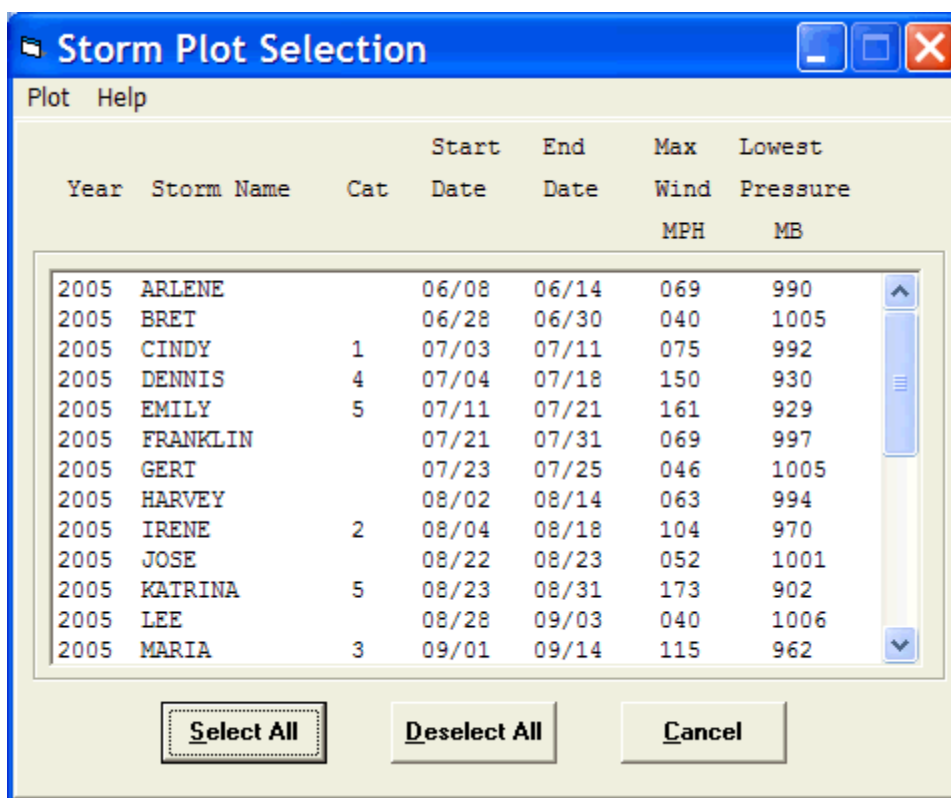 Storm Plot Selection
Plot Help
Start End Max Lowest
Year Storm Name Cat Date Date Wind Pressure
MPH MB
2005 ARLENE 06/08 06/14 069 990
2005 BRET 06/28 06/30 040 1005
2005 CINDY 1 07/03 07/11 075 992
2005 DENNIS 4 07/04 07/18 150 930
2005 EMILY 5 07/11 07/21 161 929
2005 FRANKLIN 07/21 07/31 069 997
2005 GERT 07/23 07/25 046 1005
2005 HARVEY 08/02 08/14 063 994
2005 IRENE 2 08/04 08/18 104 970
2005 JOSE 08/22 08/23 052 1001
2005 KATRINA 5 08/23 08/31 173 902
2005 LEE 08/28 09/03 040 1006
2005 MARIA 3 09/01 09/14 115 962
Select All Deselect All Cancel